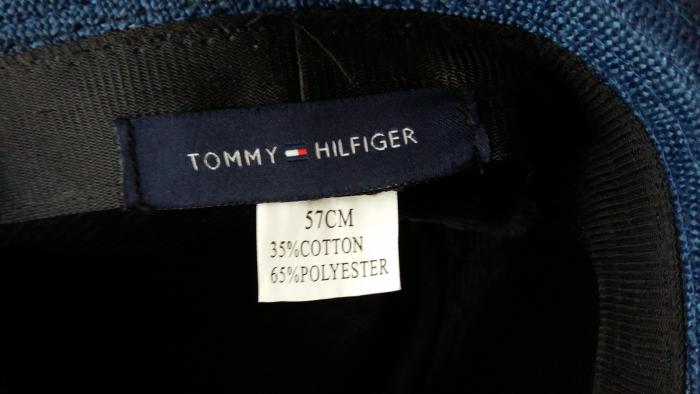 TOMMY HILFIGER
57CM
35%COTTON
65%POLYESTER